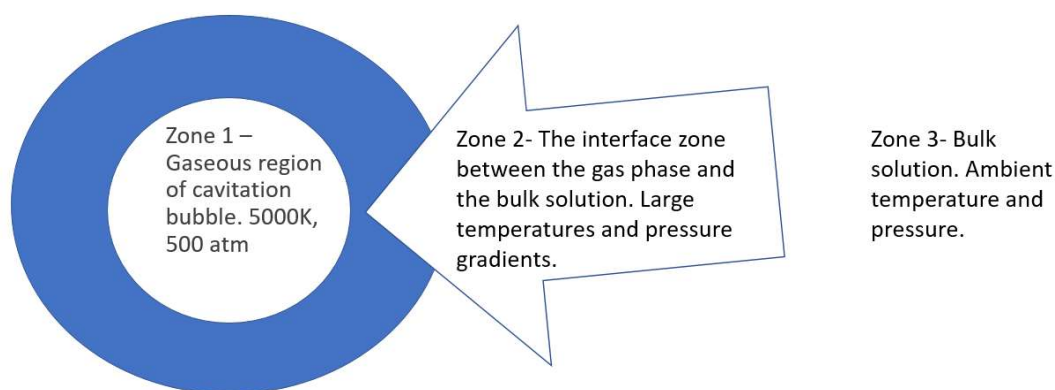 Zone 1 –
Gaseous region
of cavitation
bubble. 5000K,
500 atm
Zone 2- The interface zone
between the gas phase and
the bulk solution. Large
temperatures and pressure
gradients.
Zone 3- Bulk
solution. Ambient
temperature and
pressure.